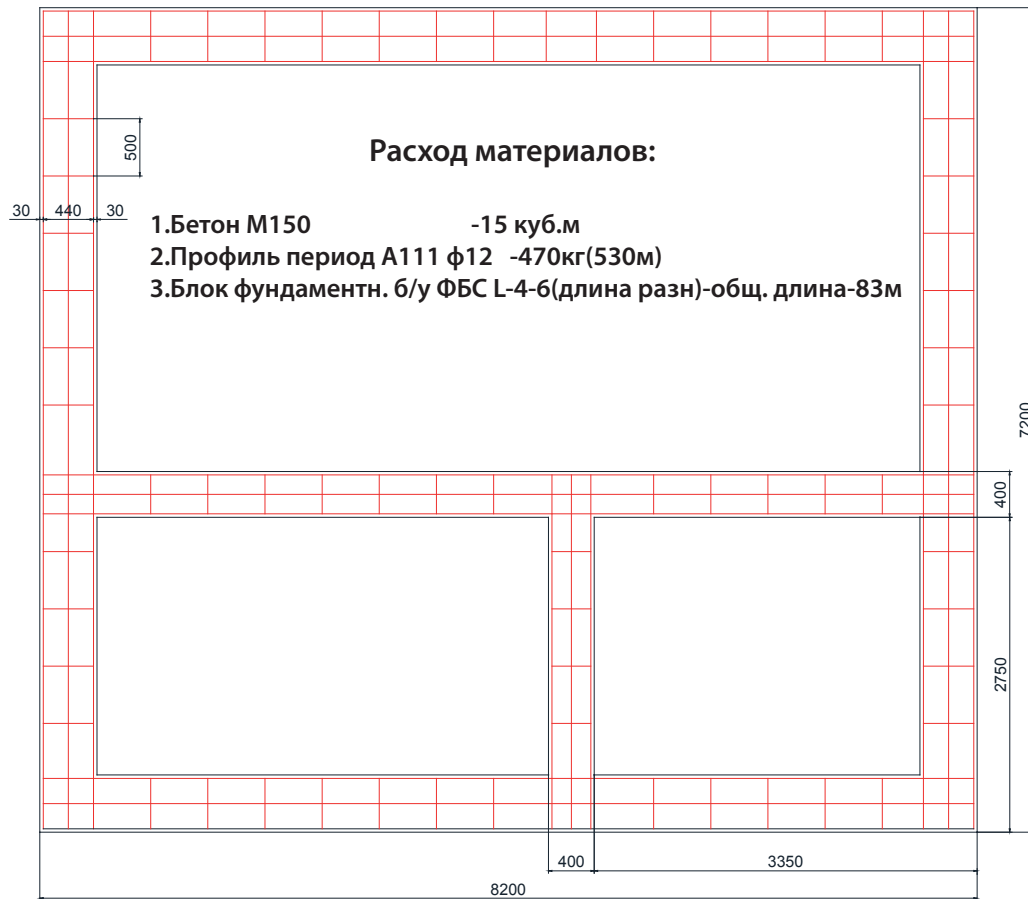 500
Расход материалов:
30 440 30
1.Бетон М150 -15 куб.м
2.Профиль период А111 ф12 -470кг(530м)
3.Блок фундаментн. б/у ФБС L-4-6(длина разн)-общ. длина-83м
7200
400
2750
400 3350
8200